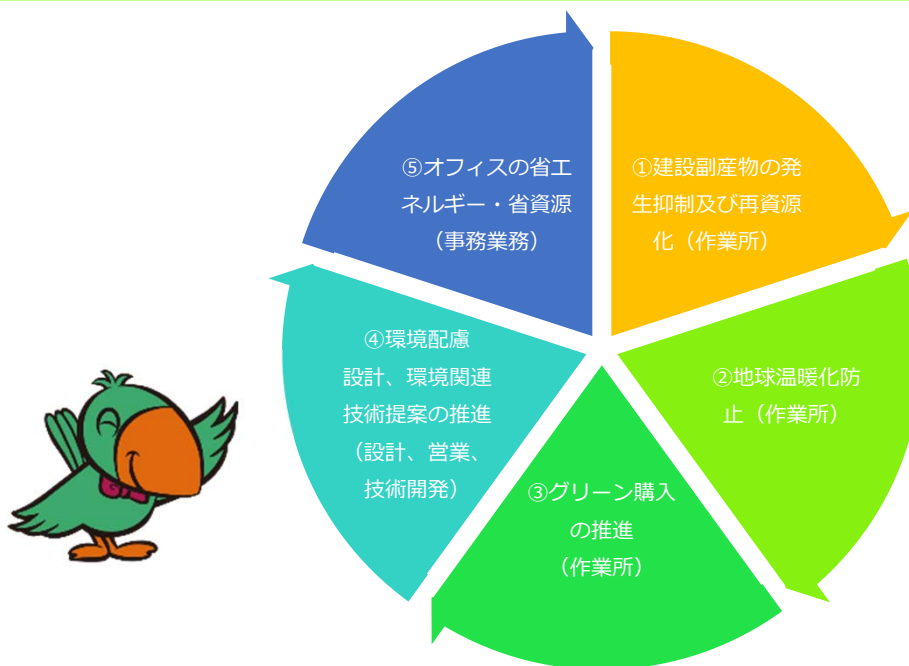 ①建設副産物の発
生抑制及び再資源
化（作業所）
②地球温暖化防
止（作業所）
③グリーン購入
の推進
（作業所）
④環境配慮
設計、環境関連
技術提案の推進
（設計、営業、
技術開発）
⑤オフィスの省エ
ネルギー・省資源
（事務業務）